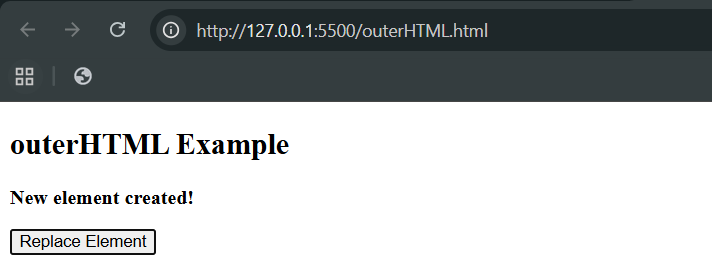 http://127.0.0.1:5500/outerHTML.html
outerHTML Example
New element created!
Replace Element